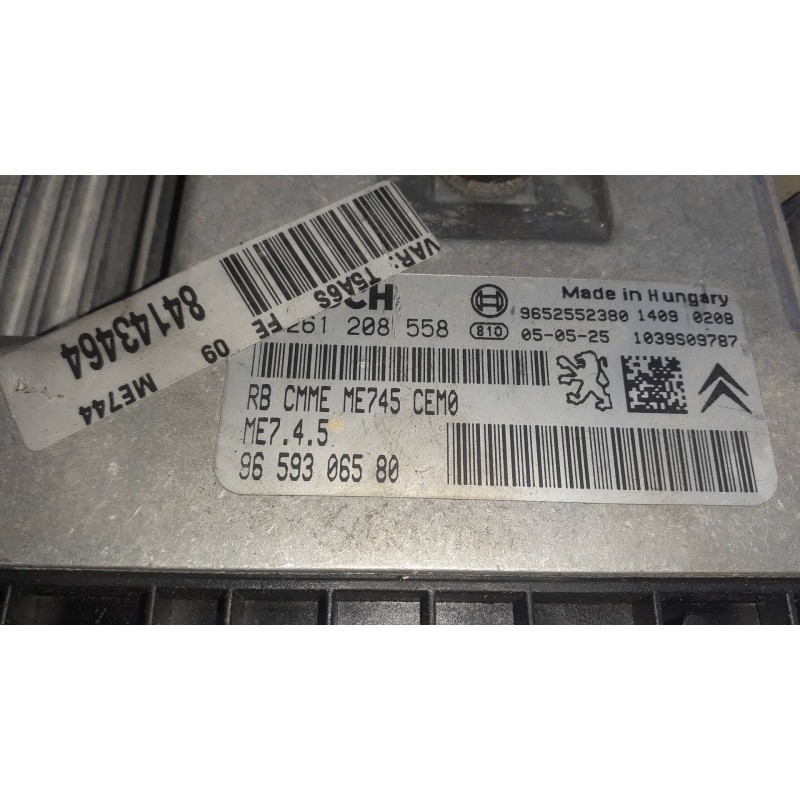 VAR: T5A6S
84143464
FE
09
ME744
CH
Made in Hungary
9652552380 1409 0208
261 208 558
810
05-05-25
1039S09787
RB CMME ME745 CEM0
ME7.4.5
96 593 065 80